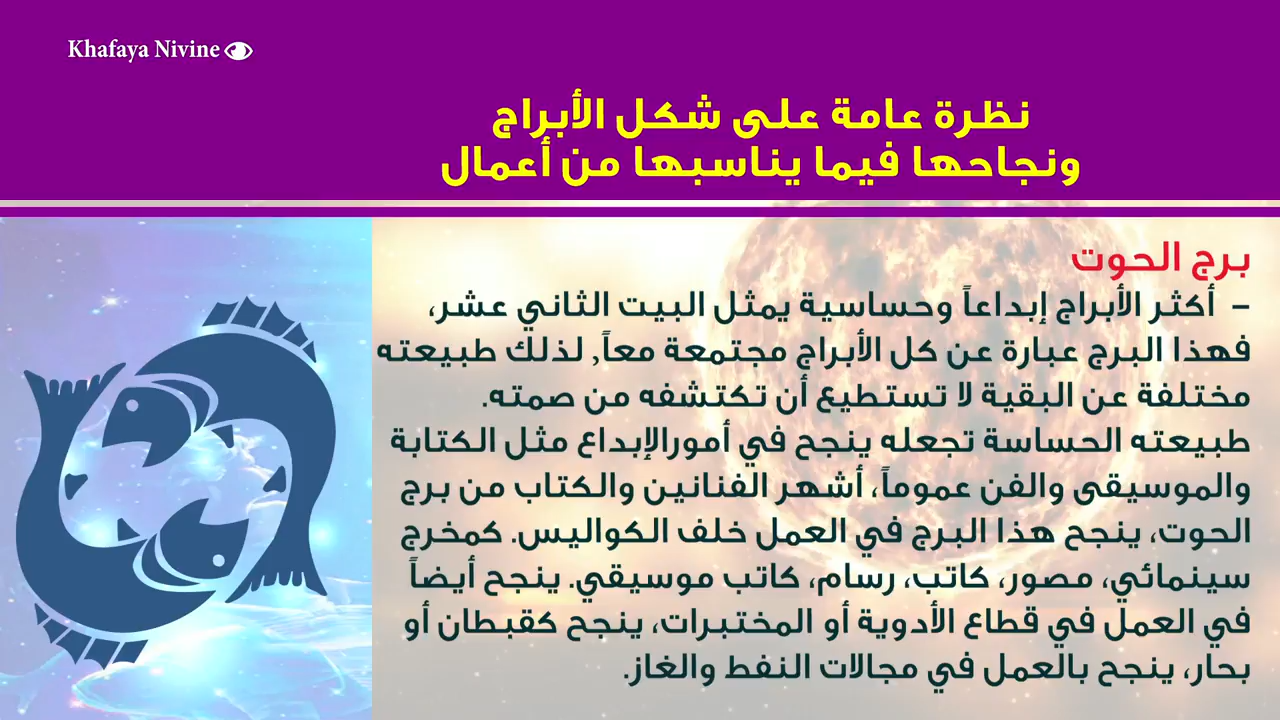 Khafaya Nivine
نظرة عامة على شكل الأبراج
ونجاحها فيما يناسبها من أعمال
برج الحوت
- أكثر الأبراج إبداعاً وحساسية يمثل البيت الثاني عشر،
فهذا البرج عبارة عن كل الأبراج مجتمعة معاً, لذلك طبيعته
مختلفة عن البقية لا تستطيع أن تكتشفه من صمته.
طبيعته الحساسة تجعله ينجح في أمورالإبداع مثل الكتابة
والموسيقى والفن عموماً، أشهر الفنانين والكتاب من برج
الحوت، ينجح هذا البرج في العمل خلف الكواليس. كمخرج
سينمائي، مصور، كاتب، رسام، كاتب موسيقي. ينجح أيضاً
في العمل في قطاع الأدوية أو المختبرات، ينجح كقبطان أو
بحار، ينجح بالعمل في مجالات النفط والغاز.